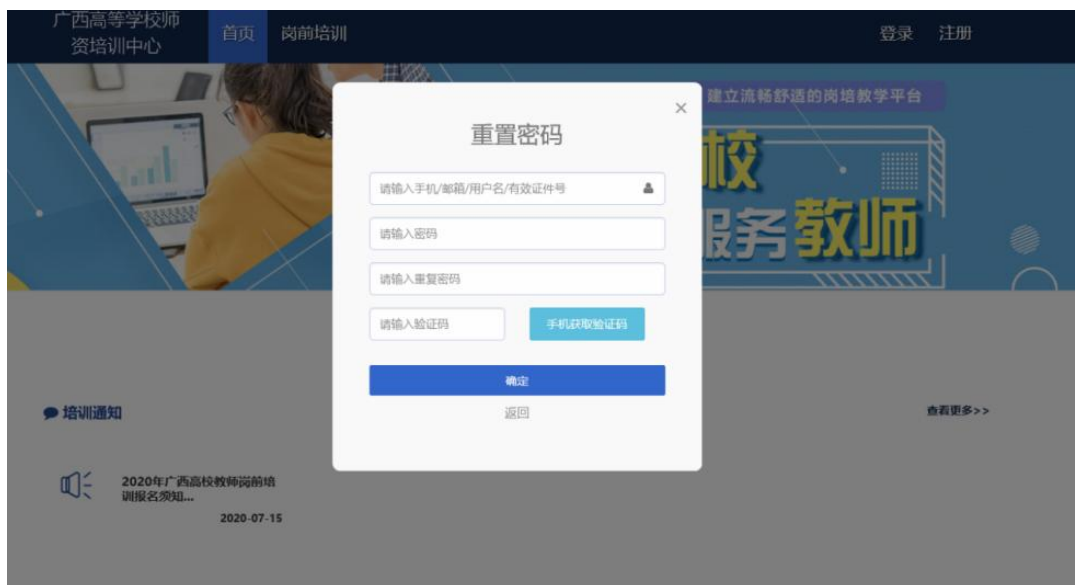 广西高等学校师
资培训中心
首页
岗前培训
登录
注册
建立流畅舒适的岗培教学平台
校
服务教师
×
重置密码
请输入手机/邮箱/用户名/有效证件号
请输入密码
请输入重复密码
请输入验证码
手机获取验证码
确定
返回
培训通知
查看更多>>
2020年广西高校教师岗前培
训报名须知...
2020-07-15